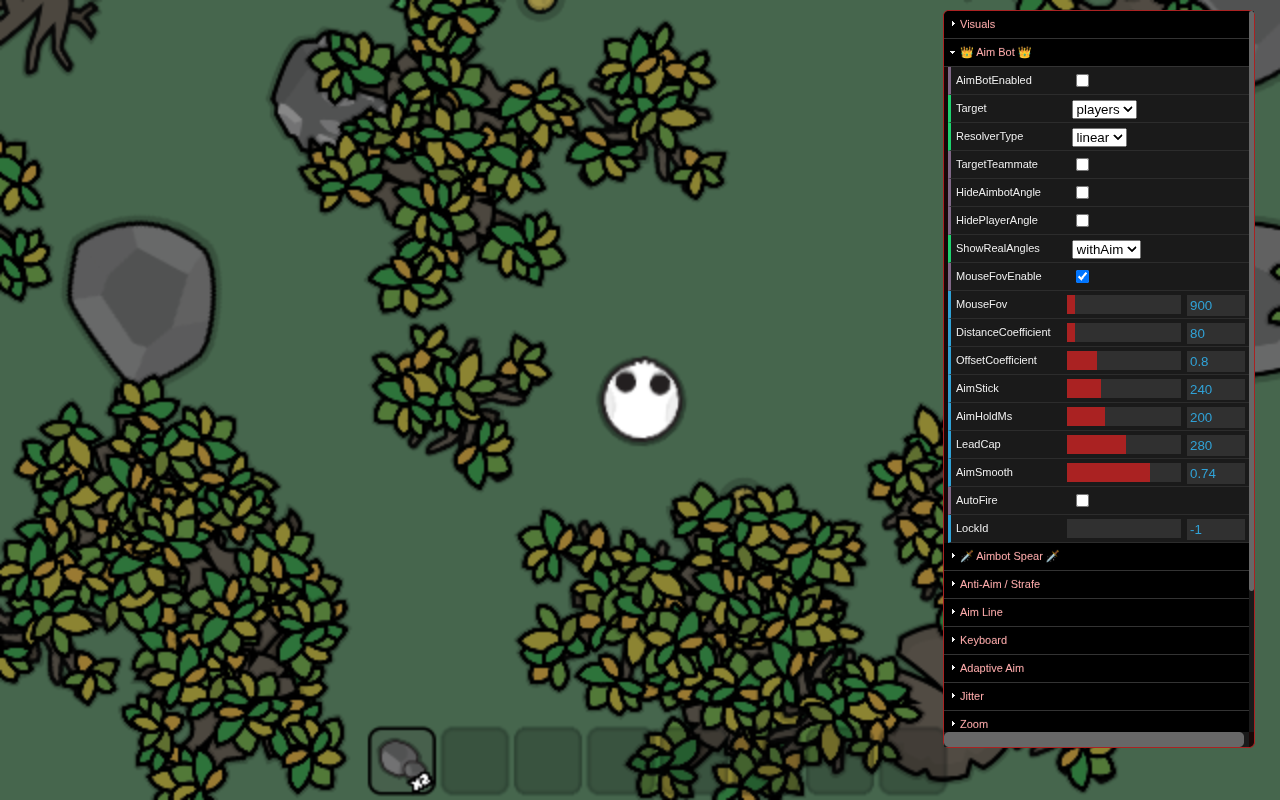 Visuals
👑 Aim Bot 👑
AimBotEnabled
Target players
ResolverType linear
TargetTeammate
HideAimbotAngle
HidePlayerAngle
ShowRealAngles withAim
MouseFovEnable
MouseFov 900
DistanceCoefficient 80
OffsetCoefficient 0.8
AimStick 240
AimHoldMs 200
LeadCap 280
AimSmooth 0.74
AutoFire
LockId -1
🗡️ Aimbot Spear 🗡️
Anti-Aim / Strafe
Aim Line
Keyboard
Adaptive Aim
Jitter
Zoom